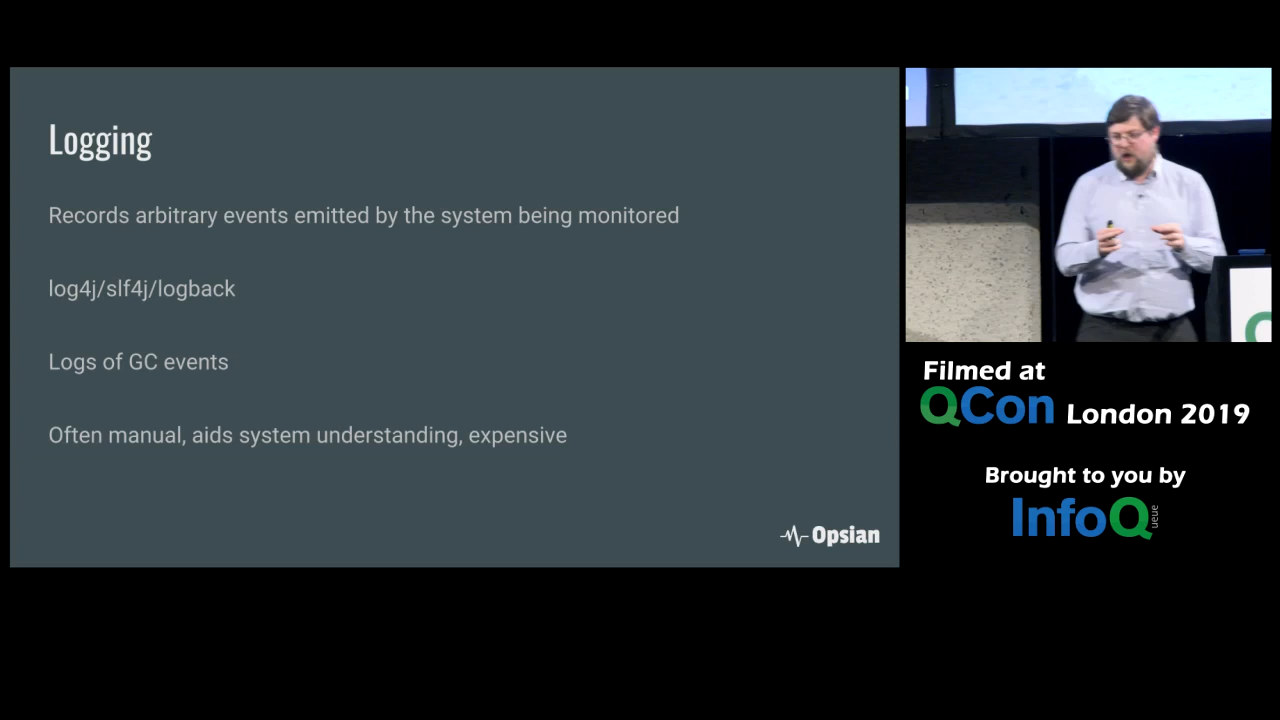 Logging
Records arbitrary events emitted by the system being monitored
log4j/slf4j/logback
Logs of GC events
Often manual, aids system understanding, expensive
Opsian
Filmed at
QCon London 2019
Brought to you by
InfoQueue